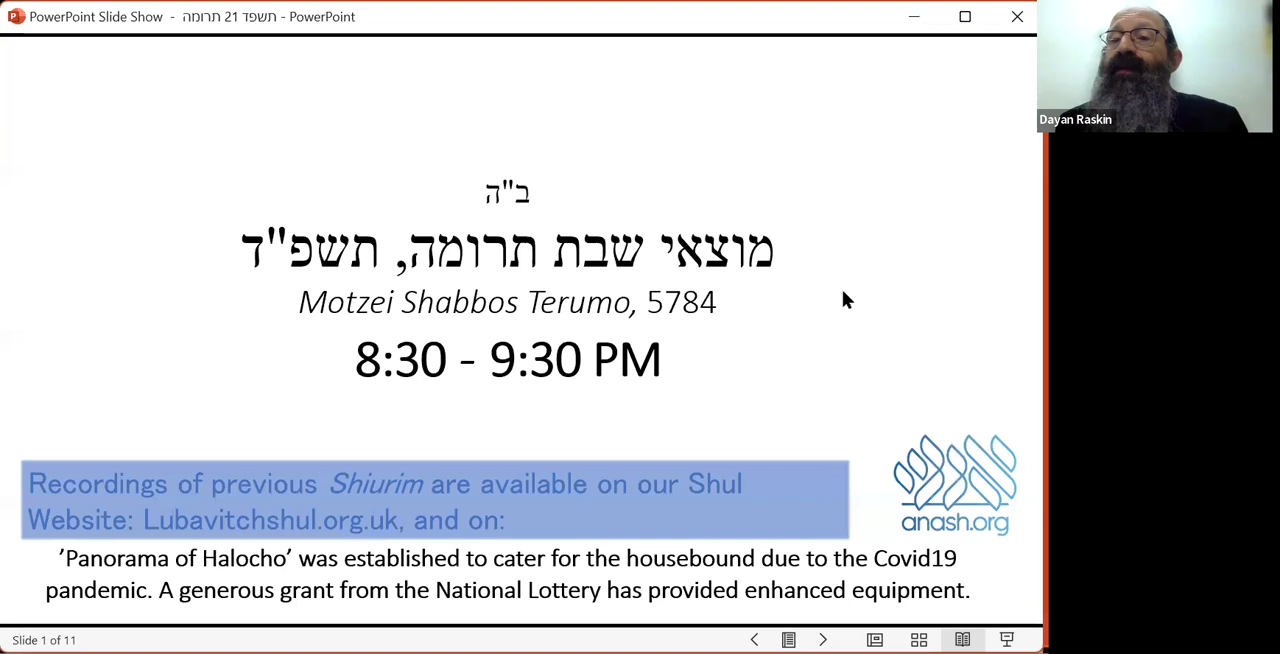 PowerPoint Slide Show - תשפד 21 תרומה - PowerPoint
Dayan Raskin
ב"ה
מוצאי שבת תרומה, תשפ"ד
Motzei Shabbos Terumo, 5784
8:30 - 9:30 PM
Recordings of previous Shiurim are available on our Shul
Website: Lubavitchshul.org.uk, and on:
anash.org
’Panorama of Halocho’ was established to cater for the housebound due to the Covid19
pandemic. A generous grant from the National Lottery has provided enhanced equipment.
Slide 1 of 11